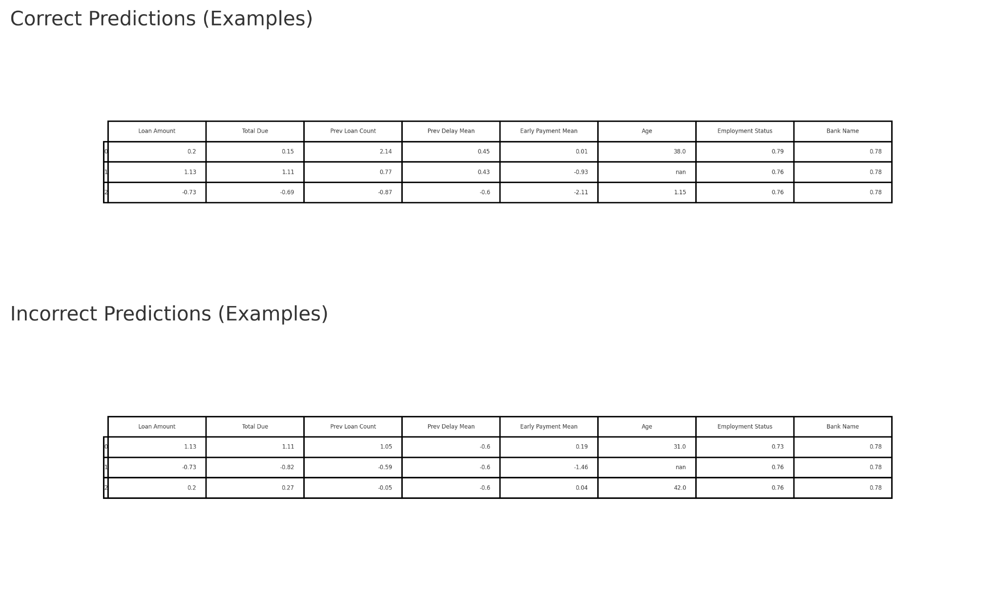 Correct Predictions (Examples)
Loan Amount Total Due Prev Loan Count Prev Delay Mean Early Payment Mean Age Employment Status Bank Name
0 0.2 0.15 2.14 0.45 0.01 38.0 0.79 0.78
1 1.13 1.11 0.77 0.43 -0.93 nan 0.76 0.78
2 -0.73 -0.69 -0.87 -0.6 -2.11 1.15 0.76 0.78
Incorrect Predictions (Examples)
Loan Amount Total Due Prev Loan Count Prev Delay Mean Early Payment Mean Age Employment Status Bank Name
0 1.13 1.11 1.05 -0.6 0.19 31.0 0.73 0.78
1 -0.73 -0.82 -0.59 -0.6 -1.46 nan 0.76 0.78
2 0.2 0.27 -0.05 -0.6 0.04 42.0 0.76 0.78